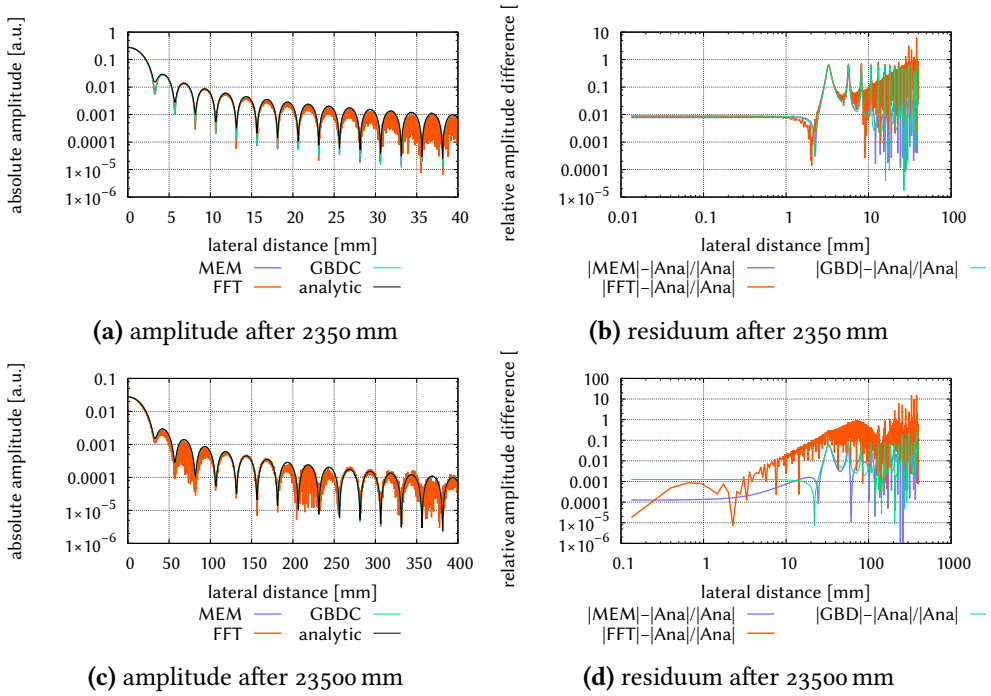 absolute amplitude [a.u.]
1
0.1
0.01
0.001
0.0001
1×10⁻⁵
1×10⁻⁶
0 5 10 15 20 25 30 35 40
lateral distance [mm]
MEM GBDC
FFT analytic
(a) amplitude after 2350 mm
relative amplitude difference [
10
1
0.1
0.01
0.001
0.0001
1×10⁻⁵
0.01 0.1 1 10 100
lateral distance [mm]
|MEM|–|Ana|/|Ana| |GBD|–|Ana|/|Ana|
|FFT|–|Ana|/|Ana|
(b) residuum after 2350 mm
absolute amplitude [a.u.]
0.1
0.01
0.001
0.0001
1×10⁻⁵
1×10⁻⁶
0 50 100 150 200 250 300 350 400
lateral distance [mm]
MEM GBDC
FFT analytic
(c) amplitude after 23500 mm
relative amplitude difference [
100
10
1
0.1
0.01
0.001
0.0001
1×10⁻⁵
1×10⁻⁶
0.1 1 10 100 1000
lateral distance [mm]
|MEM|–|Ana|/|Ana| |GBD|–|Ana|/|Ana|
|FFT|–|Ana|/|Ana|
(d) residuum after 23500 mm